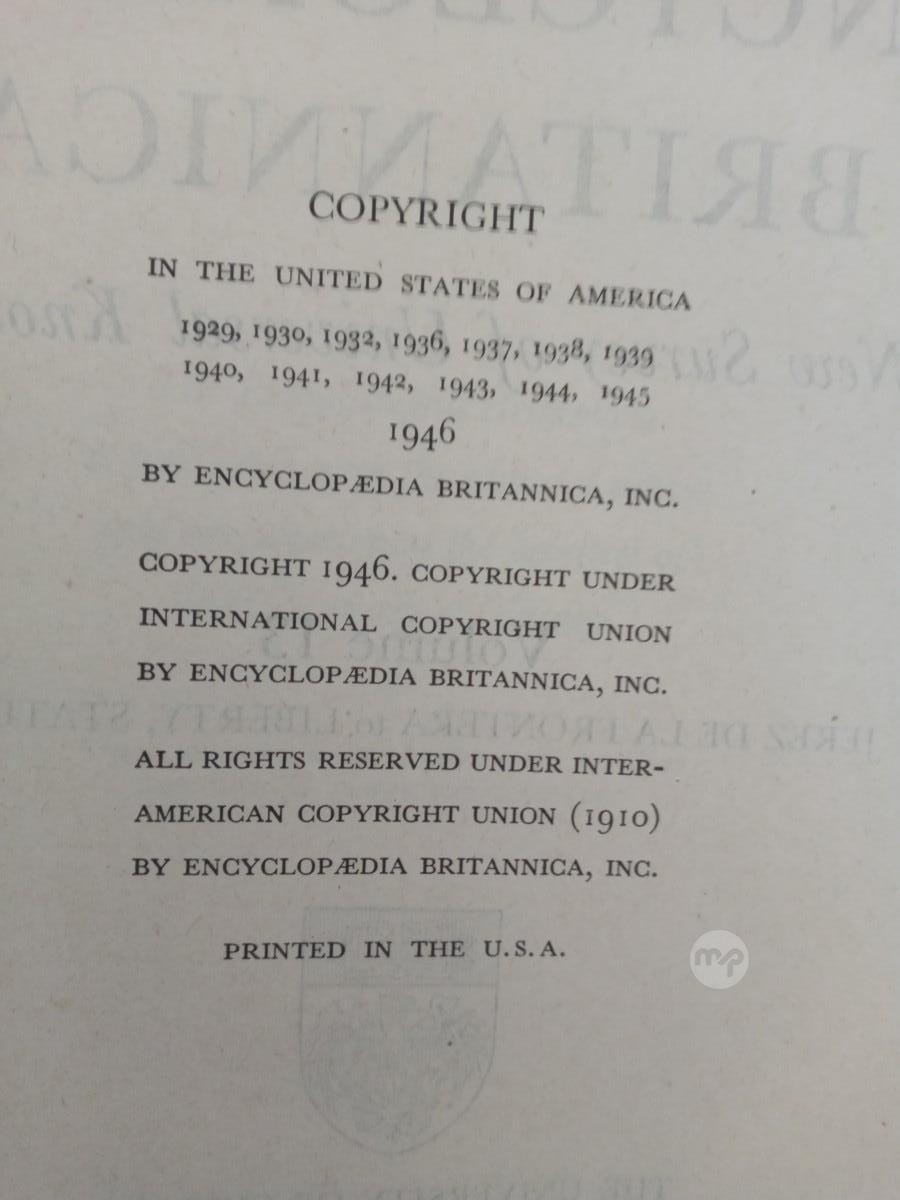 COPYRIGHT
IN THE UNITED STATES OF AMERICA
1929, 1930, 1932, 1936, 1937, 1938, 1939
1940, 1941, 1942, 1943, 1944, 1945
1946
BY ENCYCLOPÆDIA BRITANNICA, INC.
COPYRIGHT 1946. COPYRIGHT UNDER
INTERNATIONAL COPYRIGHT UNION
BY ENCYCLOPÆDIA BRITANNICA, INC.
ALL RIGHTS RESERVED UNDER INTER-
AMERICAN COPYRIGHT UNION (1910)
BY ENCYCLOPÆDIA BRITANNICA, INC.
PRINTED IN THE U.S.A.
mp